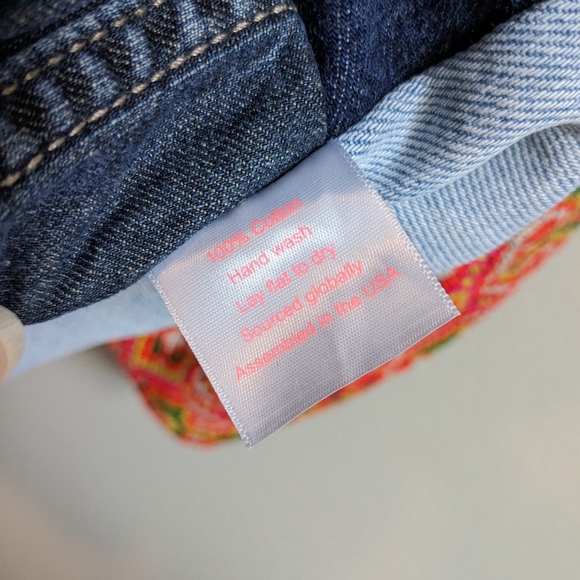 100% Cotton
Hand wash
Lay flat to dry
Sourced globally
Assembled in the USA